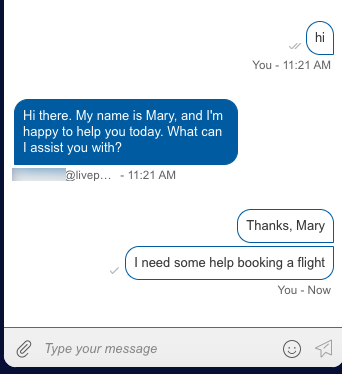 hi
You - 11:21 AM
Hi there. My name is Mary, and I'm
happy to help you today. What can
I assist you with?
@livep… - 11:21 AM
Thanks, Mary
I need some help booking a flight
You - Now
Type your message